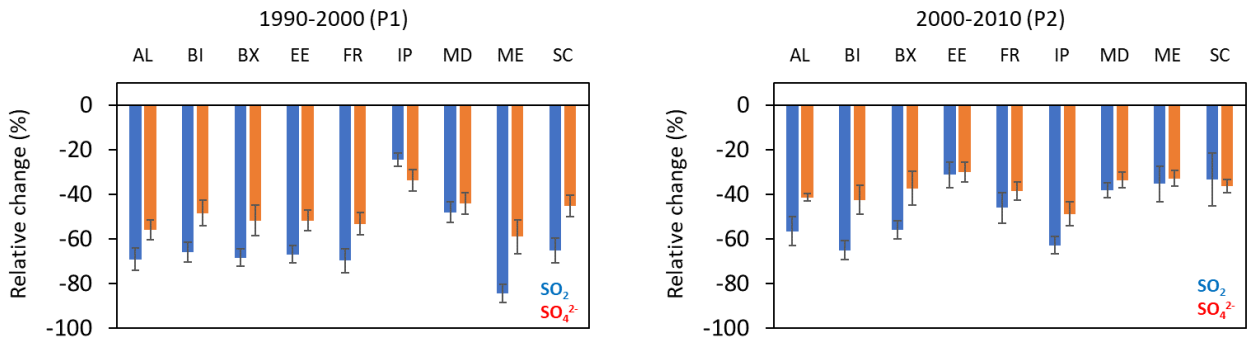 1990-2000 (P1)
AL BI BX EE FR IP MD ME SC
Relative change (%)
0
-20
-40
-60
-80
-100
SO₂
SO₄²⁻
2000-2010 (P2)
AL BI BX EE FR IP MD ME SC
Relative change (%)
0
-20
-40
-60
-80
-100
SO₂
SO₄²⁻